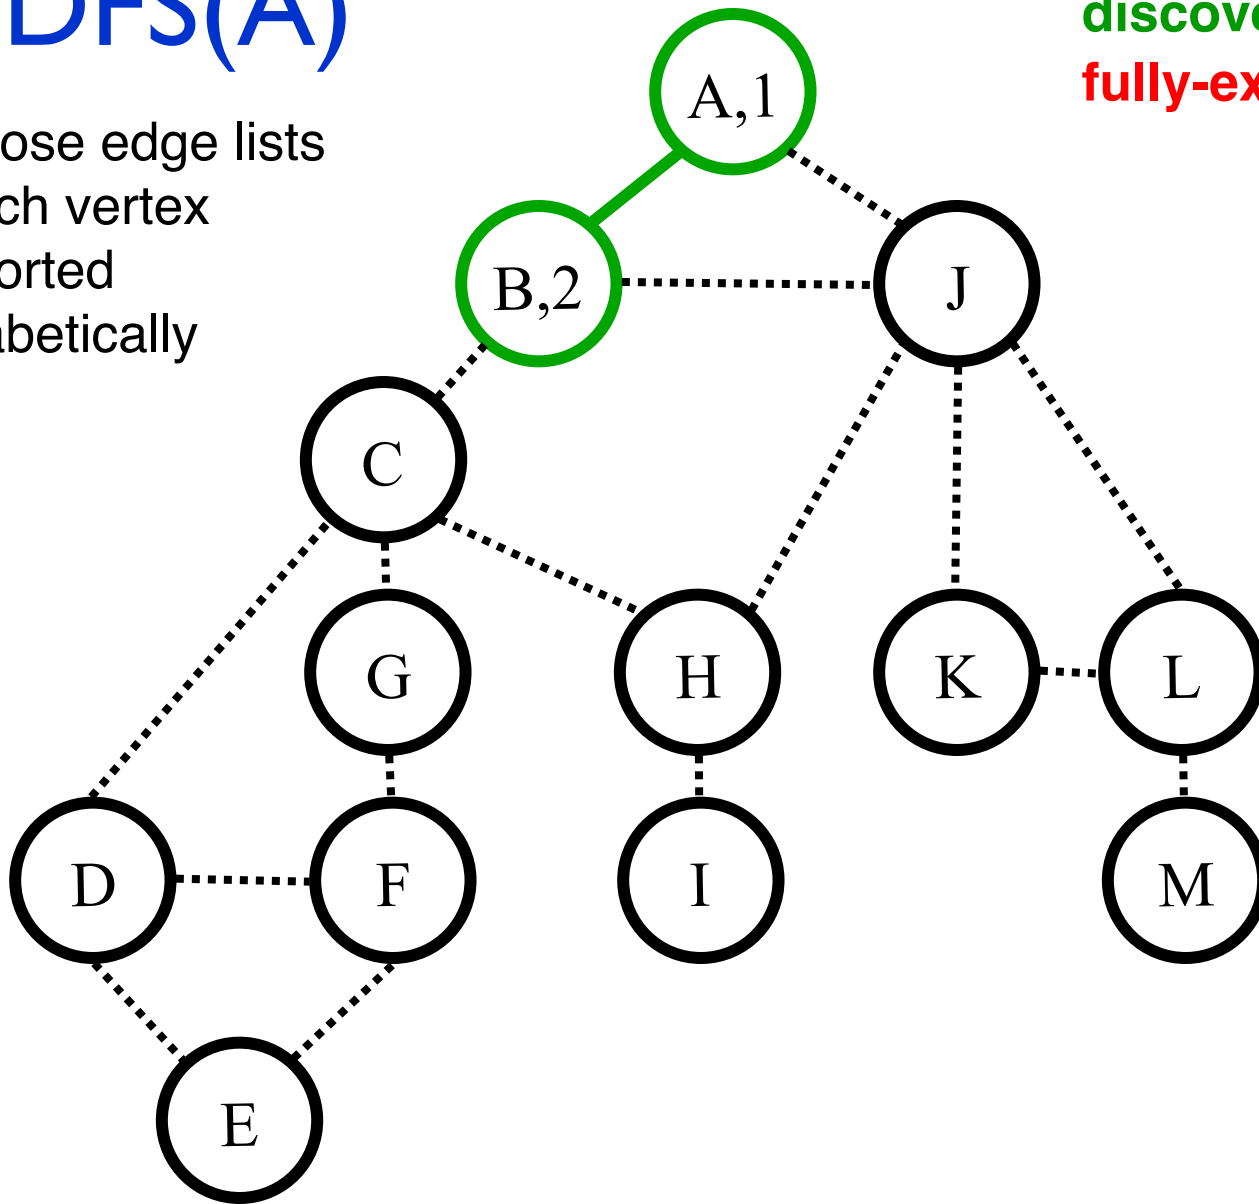 DFS(A)
discove
fully-ex
ose edge lists
ch vertex
orted
abetically
A,1
B,2
J
C
G
H
K
L
D
F
I
M
E